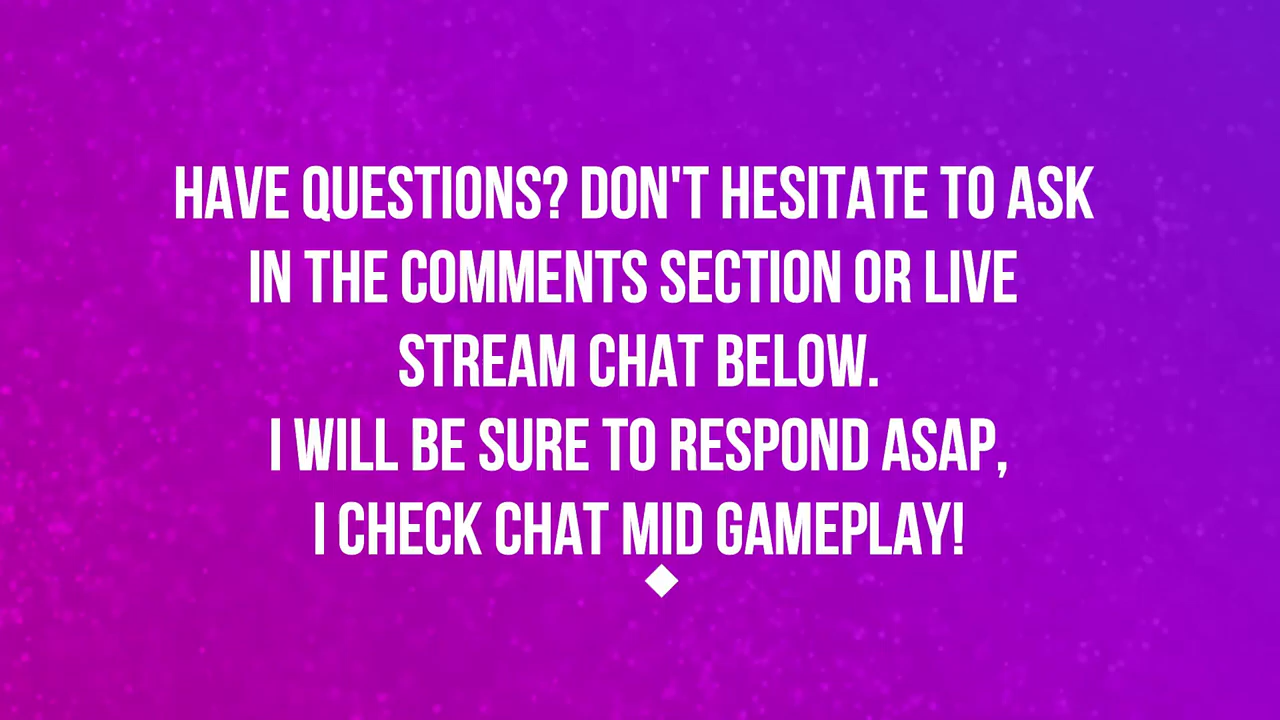 HAVE QUESTIONS? DON'T HESITATE TO ASK
IN THE COMMENTS SECTION OR LIVE
STREAM CHAT BELOW.
I WILL BE SURE TO RESPOND ASAP,
I CHECK CHAT MID GAMEPLAY!